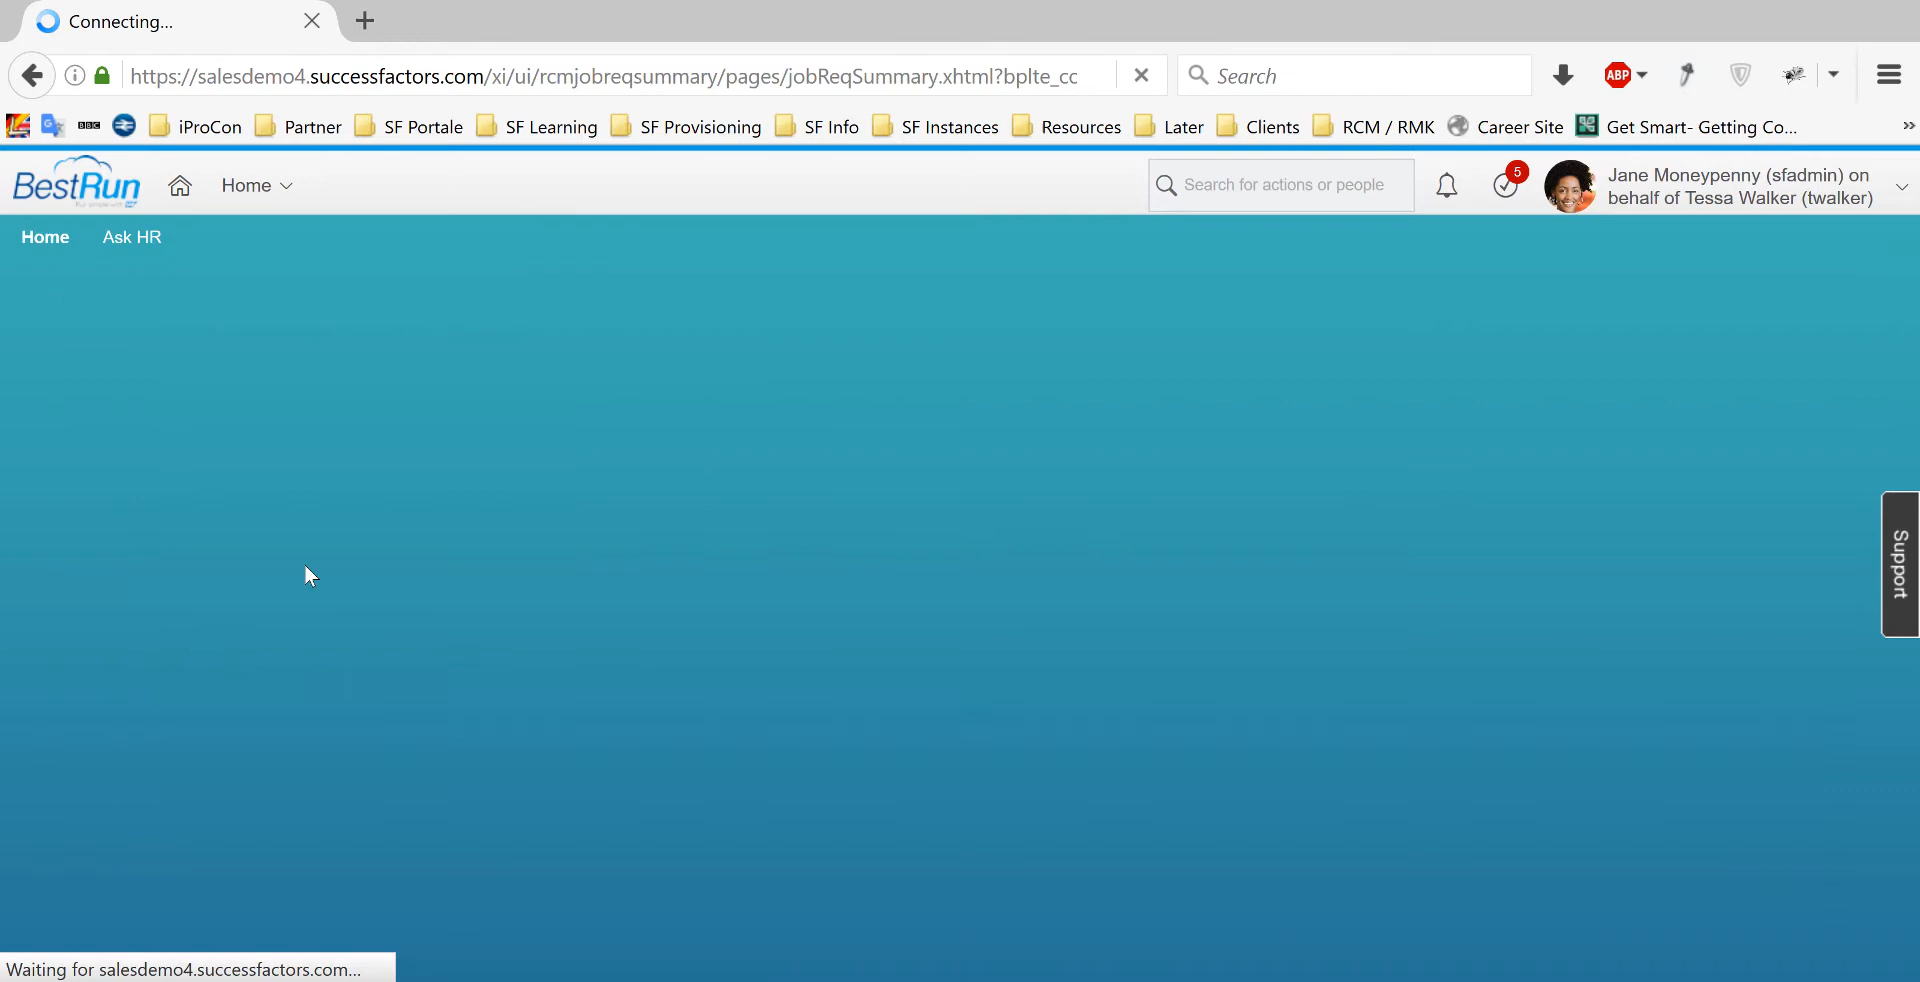 Connecting...
https://salesdemo4.successfactors.com/xi/ui/rcmjobreqsummary/pages/jobReqSummary.xhtml?bplte_cc
Search
ABP
BBC
iProCon
Partner
SF Portale
SF Learning
SF Provisioning
SF Info
SF Instances
Resources
Later
Clients
RCM / RMK
Career Site
Get Smart- Getting Co...
BestRun
Home
Search for actions or people
5
Jane Moneypenny (sfadmin) on
behalf of Tessa Walker (twalker)
Home
Ask HR
Support
Waiting for salesdemo4.successfactors.com...